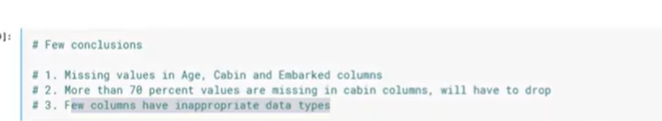 ]:
# Few conclusions
# 1. Missing values in Age, Cabin and Embarked columns
# 2. More than 70 percent values are missing in cabin columns, will have to drop
# 3. Few columns have inappropriate data types